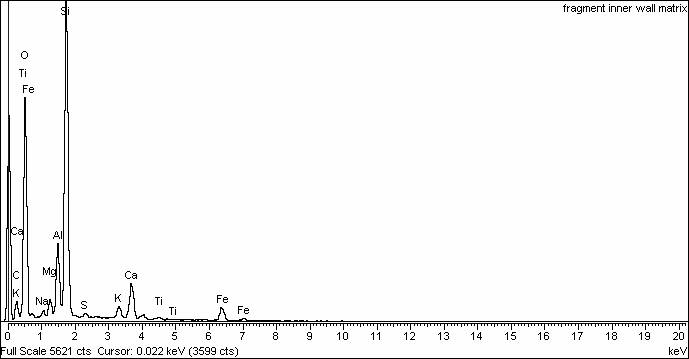 fragment inner wall matrix
Si
O
Ti
Fe
Ca
C
K
Na
Mg
Al
S
K
Ca
Ti
Ti
Fe
Fe
0 1 2 3 4 5 6 7 8 9 10 11 12 13 14 15 16 17 18 19 20
Full Scale 5621 cts Cursor: 0.022 keV (3599 cts) keV